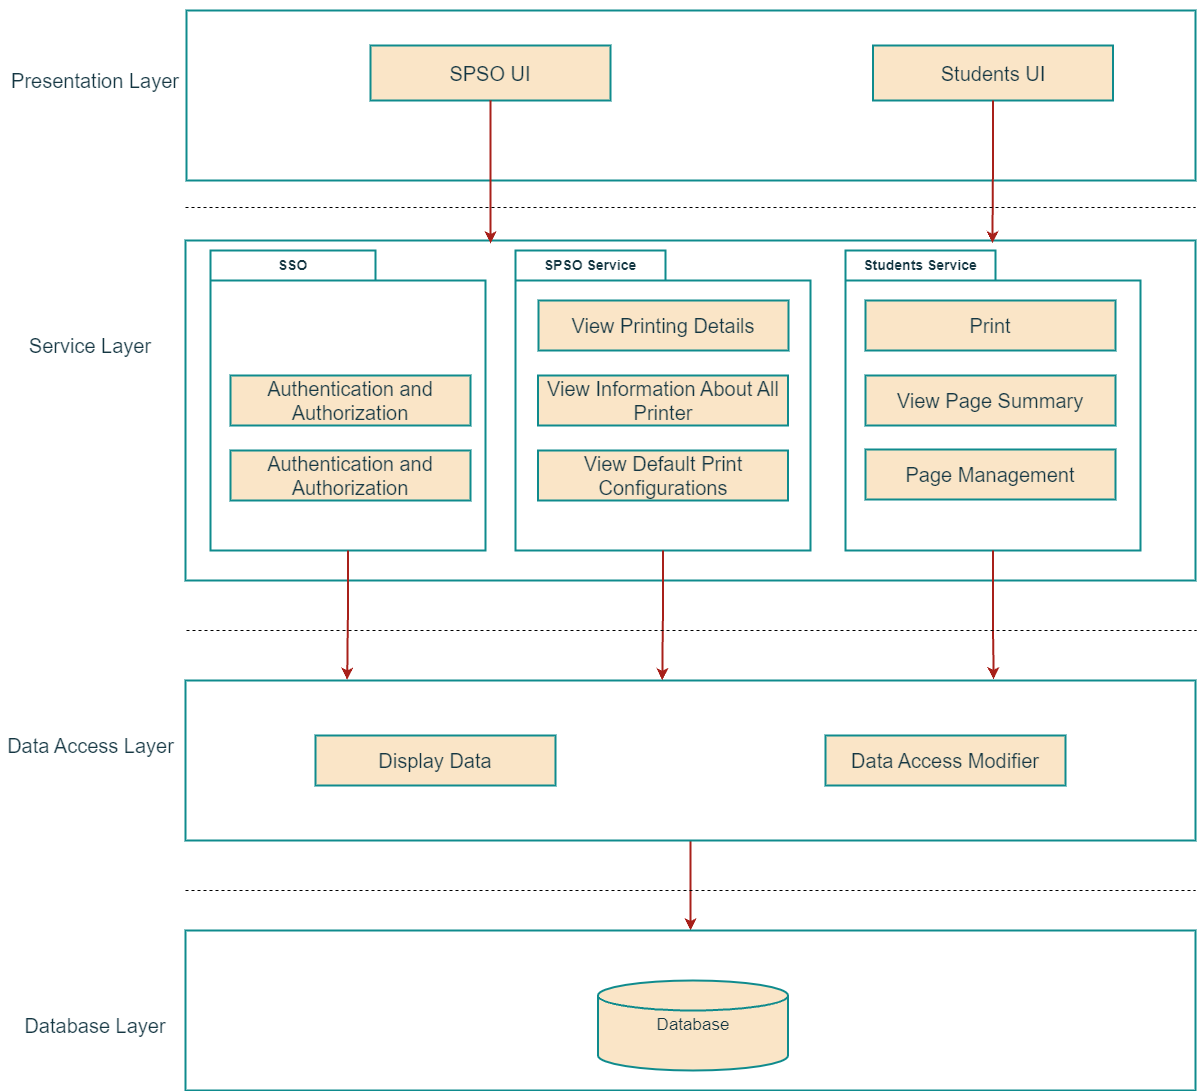 Presentation Layer
SPSO UI
Students UI
Service Layer
SSO
Authentication and
Authorization
Authentication and
Authorization
SPSO Service
View Printing Details
View Information About All
Printer
View Default Print
Configurations
Students Service
Print
View Page Summary
Page Management
Data Access Layer
Display Data
Data Access Modifier
Database Layer
Database